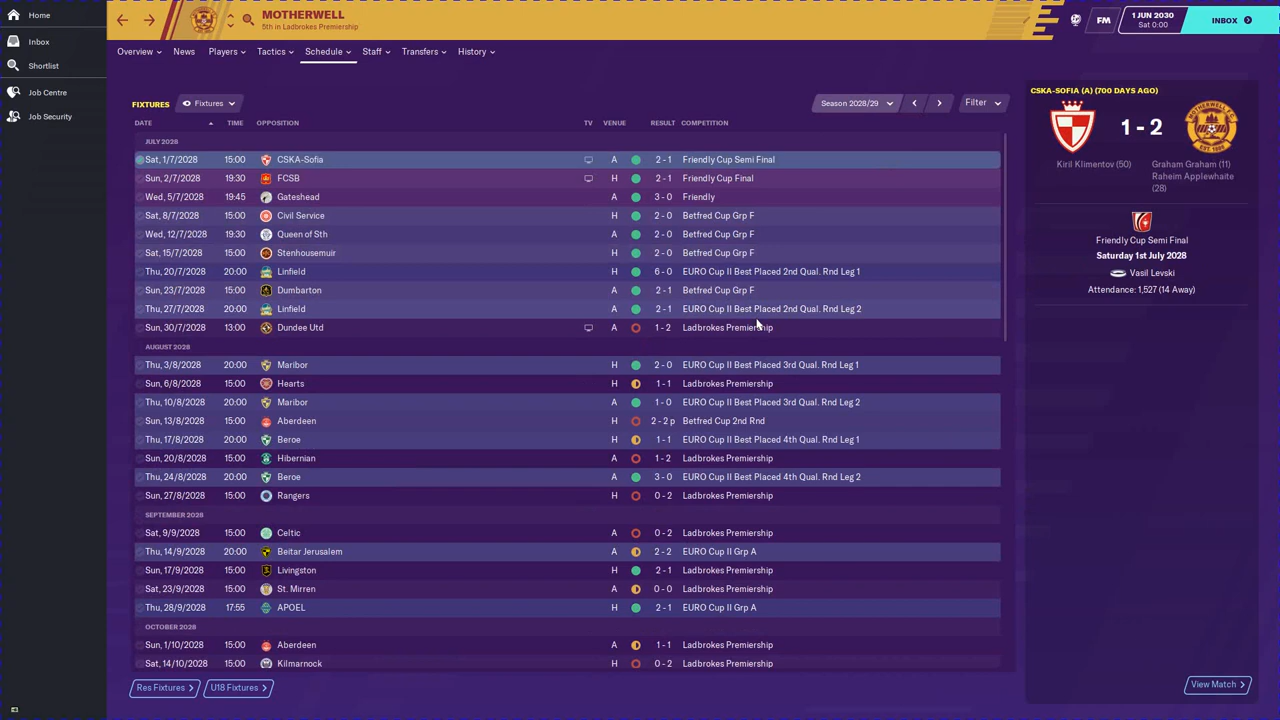 Home
Inbox
Shortlist
Job Centre
Job Security
MOTHERWELL
5th in Ladbrokes Premiership
FM
1 JUN 2030
Sat 0:00
INBOX
Overview
News
Players
Tactics
Schedule
Staff
Transfers
History
FIXTURES
Fixtures
Season 2028/29
Filter
DATE TIME OPPOSITION TV VENUE RESULT COMPETITION
JULY 2028
Sat, 1/7/2028 15:00 CSKA-Sofia A 2 - 1 Friendly Cup Semi Final
Sun, 2/7/2028 19:30 FCSB H 2 - 1 Friendly Cup Final
Wed, 5/7/2028 19:45 Gateshead A 3 - 0 Friendly
Sat, 8/7/2028 15:00 Civil Service H 2 - 0 Betfred Cup Grp F
Wed, 12/7/2028 19:30 Queen of Sth A 2 - 0 Betfred Cup Grp F
Sat, 15/7/2028 15:00 Stenhousemuir H 2 - 0 Betfred Cup Grp F
Thu, 20/7/2028 20:00 Linfield H 6 - 0 EURO Cup II Best Placed 2nd Qual. Rnd Leg 1
Sun, 23/7/2028 15:00 Dumbarton A 2 - 1 Betfred Cup Grp F
Thu, 27/7/2028 20:00 Linfield A 2 - 1 EURO Cup II Best Placed 2nd Qual. Rnd Leg 2
Sun, 30/7/2028 13:00 Dundee Utd A 1 - 2 Ladbrokes Premiership
AUGUST 2028
Thu, 3/8/2028 20:00 Maribor H 2 - 0 EURO Cup II Best Placed 3rd Qual. Rnd Leg 1
Sun, 6/8/2028 15:00 Hearts H 1 - 1 Ladbrokes Premiership
Thu, 10/8/2028 20:00 Maribor A 1 - 0 EURO Cup II Best Placed 3rd Qual. Rnd Leg 2
Sun, 13/8/2028 15:00 Aberdeen H 2 - 2 p Betfred Cup 2nd Rnd
Thu, 17/8/2028 20:00 Beroe H 1 - 1 EURO Cup II Best Placed 4th Qual. Rnd Leg 1
Sun, 20/8/2028 15:00 Hibernian A 1 - 2 Ladbrokes Premiership
Thu, 24/8/2028 20:00 Beroe A 3 - 0 EURO Cup II Best Placed 4th Qual. Rnd Leg 2
Sun, 27/8/2028 15:00 Rangers H 0 - 2 Ladbrokes Premiership
SEPTEMBER 2028
Sat, 9/9/2028 15:00 Celtic A 0 - 2 Ladbrokes Premiership
Thu, 14/9/2028 20:00 Beitar Jerusalem A 2 - 2 EURO Cup II Grp A
Sun, 17/9/2028 15:00 Livingston H 2 - 1 Ladbrokes Premiership
Sat, 23/9/2028 15:00 St. Mirren A 0 - 0 Ladbrokes Premiership
Thu, 28/9/2028 17:55 APOEL H 2 - 1 EURO Cup II Grp A
OCTOBER 2028
Sun, 1/10/2028 15:00 Aberdeen A 1 - 1 Ladbrokes Premiership
Sat, 14/10/2028 15:00 Kilmarnock H 0 - 2 Ladbrokes Premiership
Res Fixtures
U18 Fixtures
CSKA-SOFIA (A) (700 DAYS AGO)
1 - 2
Kiril Klimentov (50)
Graham Graham (11)
Raheim Applewhaite
(28)
Friendly Cup Semi Final
Saturday 1st July 2028
Vasil Levski
Attendance: 1,527 (14 Away)
View Match